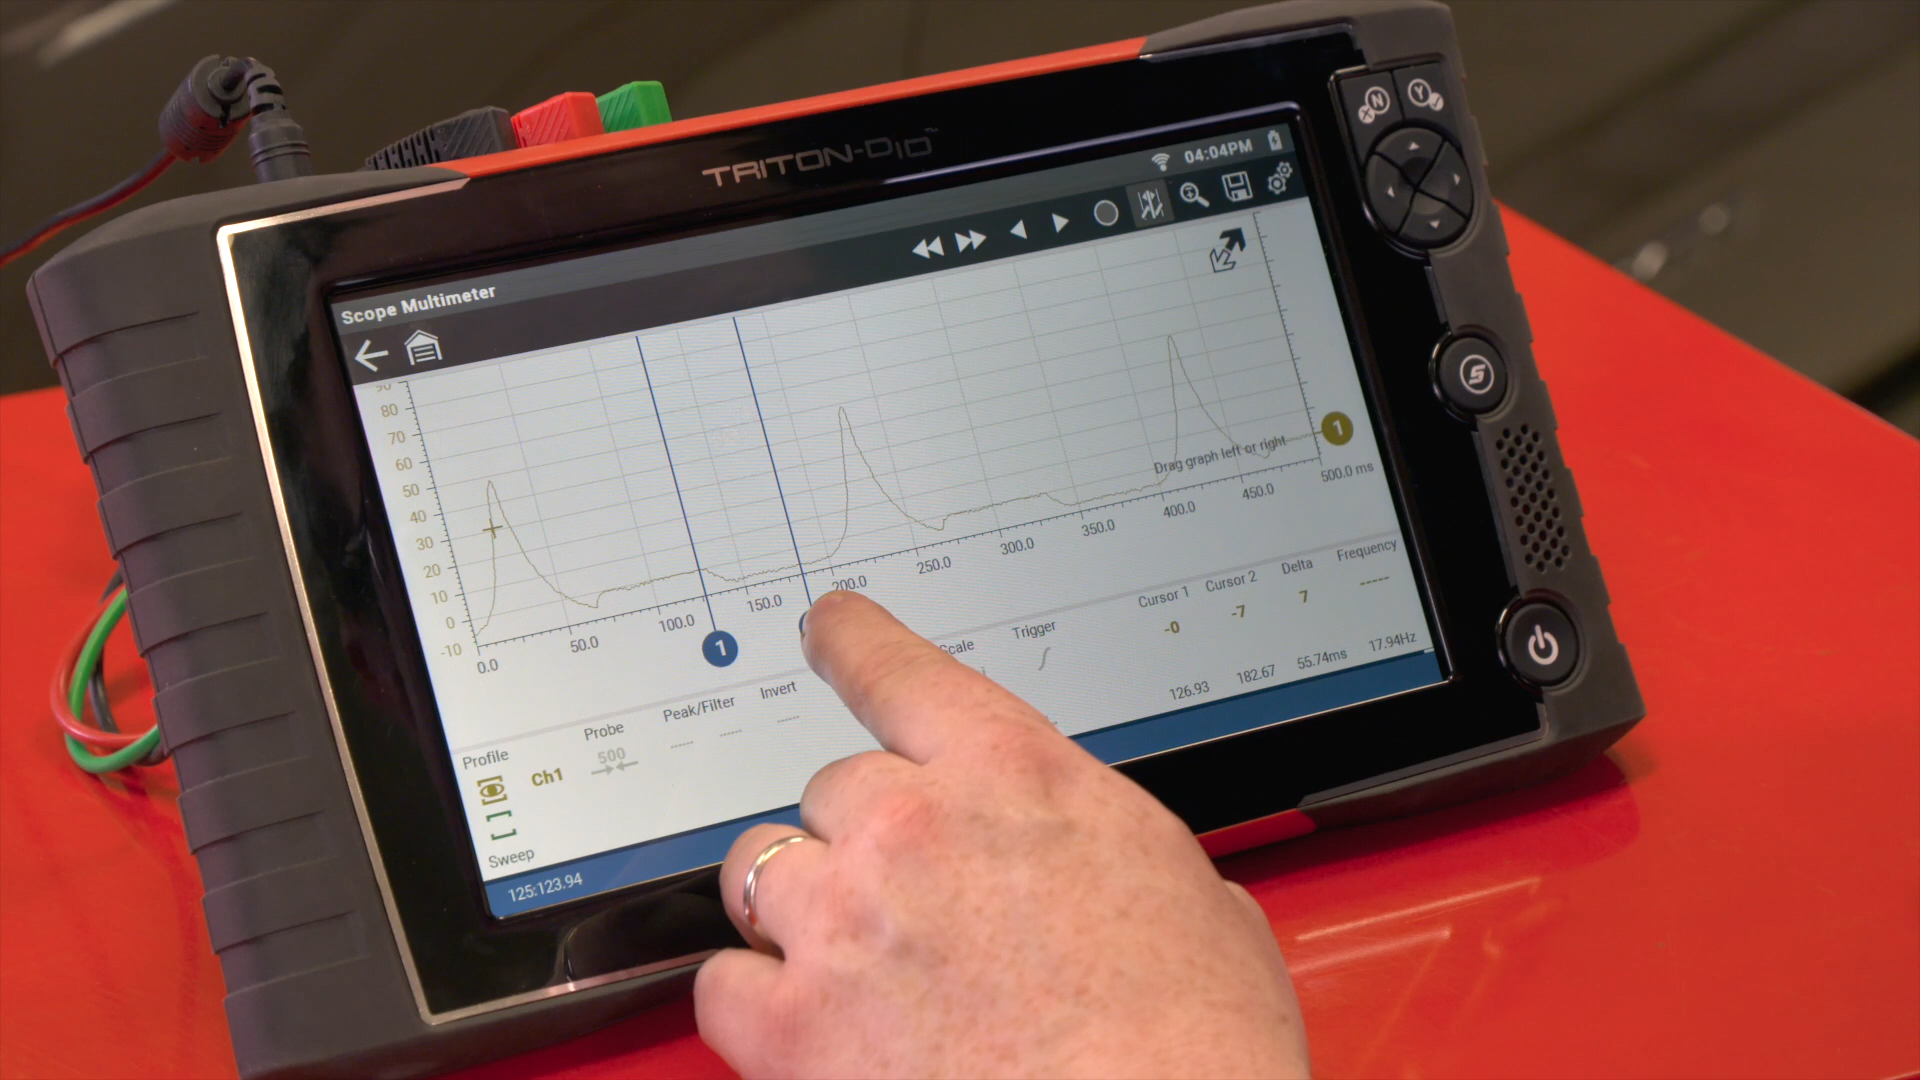 TRITON-D10™
04:04PM
Scope Multimeter
N
Y
X
S
90
80
70
60
50
40
30
20
10
0
-10
0.0
50.0
100.0
150.0
200.0
250.0
300.0
350.0
400.0
450.0
500.0 ms
Drag graph left or right
1
1
Profile
Probe
Peak/Filter
Invert
Scale
Trigger
Cursor 1
Cursor 2
Delta
Frequency
Ch1
500
-----
-----
-----
-0
-7
7
-----
126.93
182.67
55.74ms
17.94Hz
Sweep
125:123.94